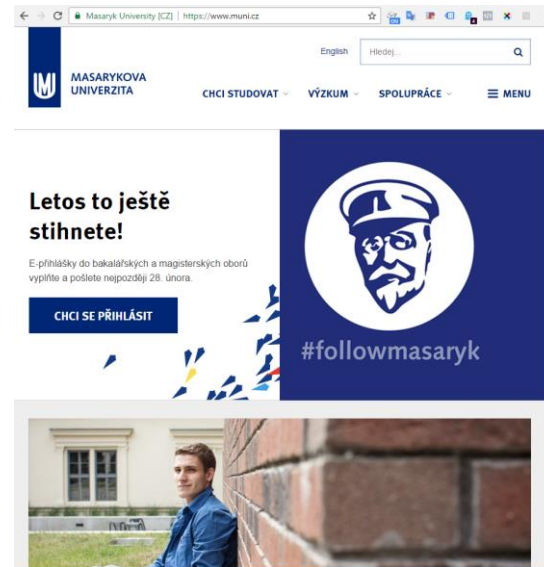 Masaryk University [CZ] | https://www.muni.cz
English
Hledej...
MASARYKOVA
UNIVERZITA
CHCI STUDOVAT
VÝZKUM
SPOLUPRÁCE
MENU
Letos to ještě
stihnete!
E-přihlášky do bakalářských a magisterských oborů
vyplňte a pošlete nejpozději 28. února.
CHCI SE PŘIHLÁSIT
#followmasaryk